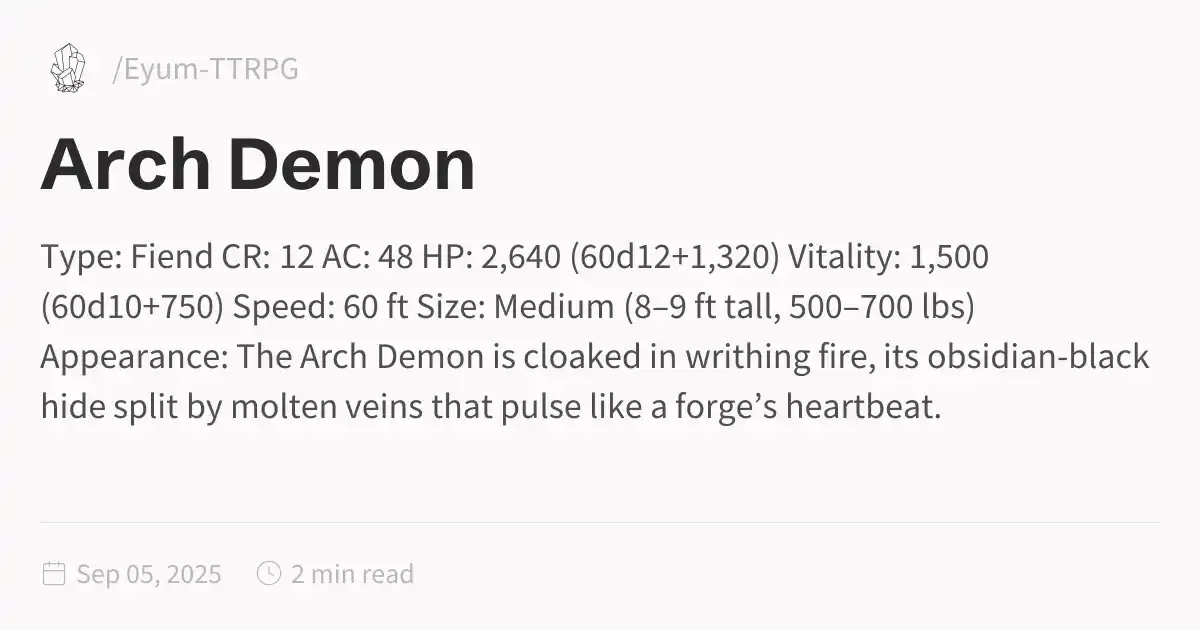 /Eyum-TTRPG
Arch Demon
Type: Fiend CR: 12 AC: 48 HP: 2,640 (60d12+1,320) Vitality: 1,500
(60d10+750) Speed: 60 ft Size: Medium (8–9 ft tall, 500–700 lbs)
Appearance: The Arch Demon is cloaked in writhing fire, its obsidian-black
hide split by molten veins that pulse like a forge’s heartbeat.
Sep 05, 2025 2 min read